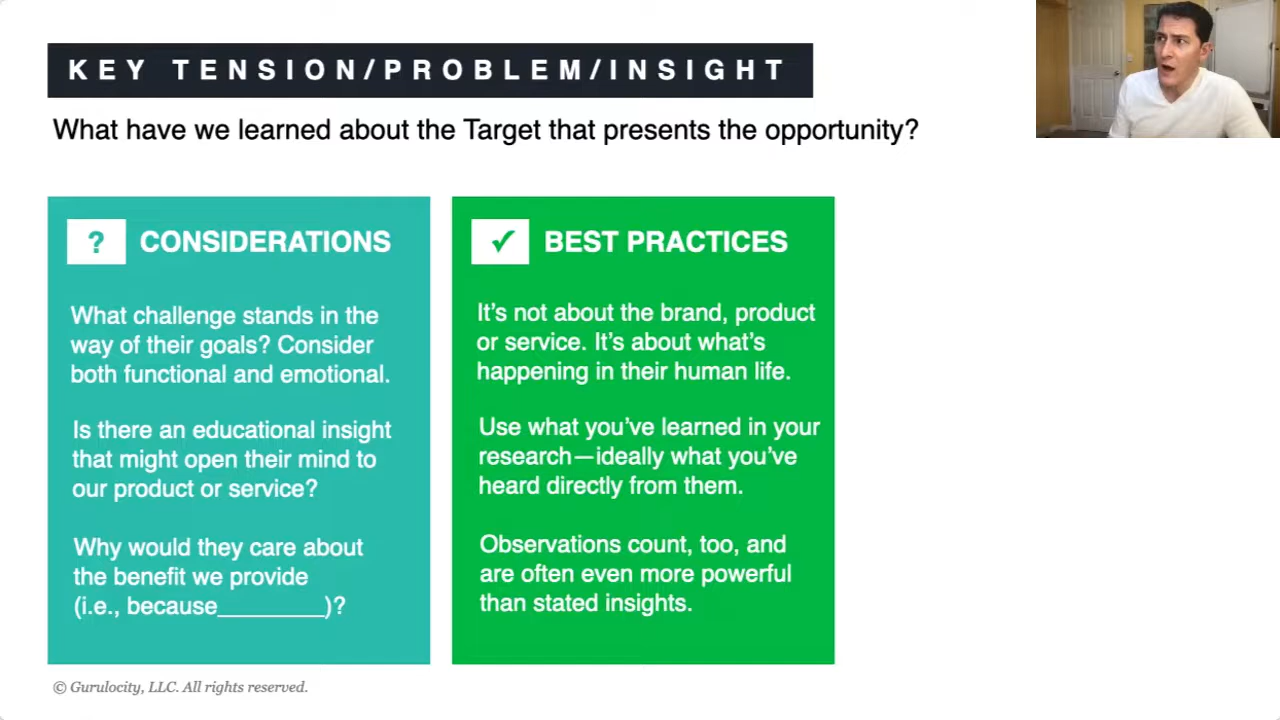 KEY TENSION/PROBLEM/INSIGHT
What have we learned about the Target that presents the opportunity?
? CONSIDERATIONS
What challenge stands in the
way of their goals? Consider
both functional and emotional.
Is there an educational insight
that might open their mind to
our product or service?
Why would they care about
the benefit we provide
(i.e., because_________)?
✓ BEST PRACTICES
It’s not about the brand, product
or service. It’s about what’s
happening in their human life.
Use what you’ve learned in your
research—ideally what you’ve
heard directly from them.
Observations count, too, and
are often even more powerful
than stated insights.
© Gurulocity, LLC. All rights reserved.